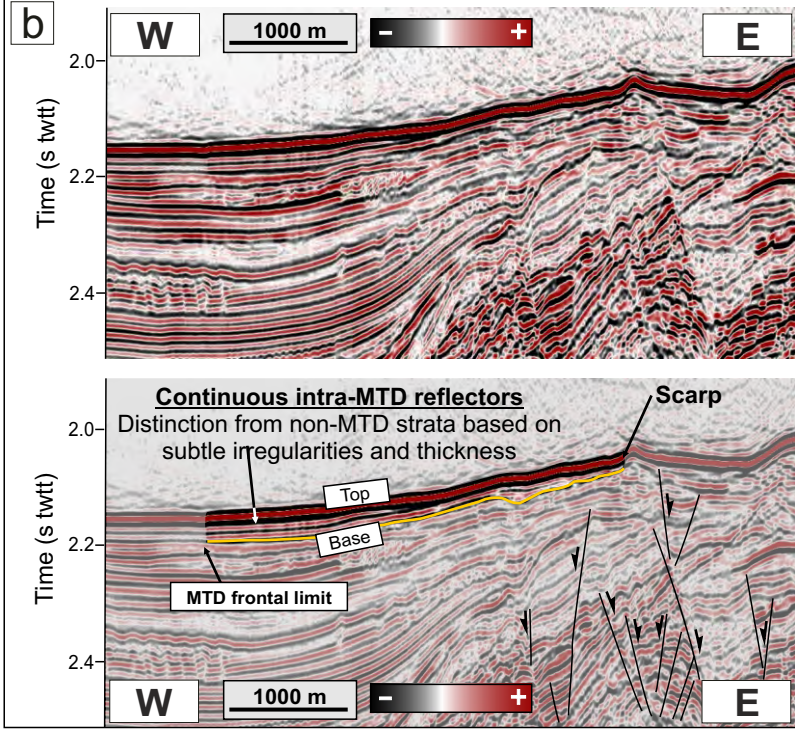 b
W
1000 m
− +
E
Time (s twtt)
2.0
2.2
2.4
Continuous intra-MTD reflectors
Distinction from non-MTD strata based on
subtle irregularities and thickness
Scarp
Top
Base
MTD frontal limit
Time (s twtt)
2.0
2.2
2.4
W
1000 m
− +
E